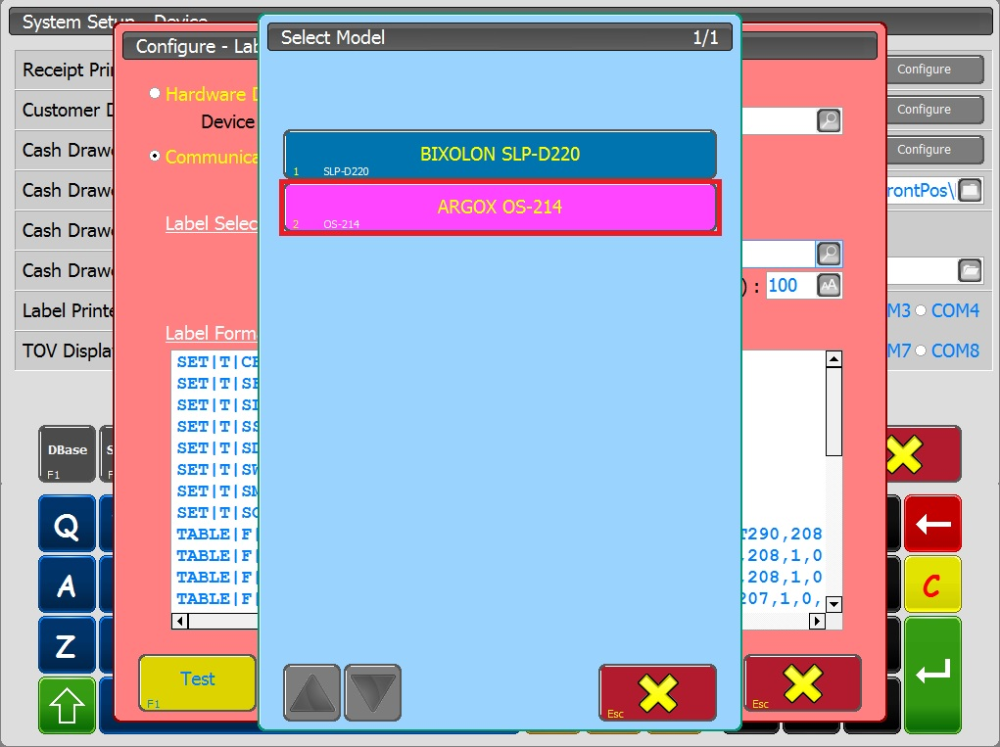 System Setup - Device
Select Model 1/1
Configure - Lab
Receipt Pri
Configure
Hardware D
Customer D
Configure
Device
Cash Drawe
Configure
Communica
BIXOLON SLP-D220
1 SLP-D220
Cash Drawe
rontPos\
ARGOX OS-214
2 OS-214
Cash Drawe
Label Selec
Cash Drawe
) : 100 AA
Label Printe
M3 COM4
Label Forma
TOV Displa
M7 COM8
SET|T|CE
SET|T|SE
SET|T|SI
SET|T|SS
SET|T|SD
SET|T|SW
SET|T|SM
SET|T|SO
TABLE|F| T290,208
TABLE|F| ,208,1,0
TABLE|F| ,208,1,0
TABLE|F| 207,1,0,
DBase
F1
S
F
Q
A
C
Z
Test
F1
Esc
Esc